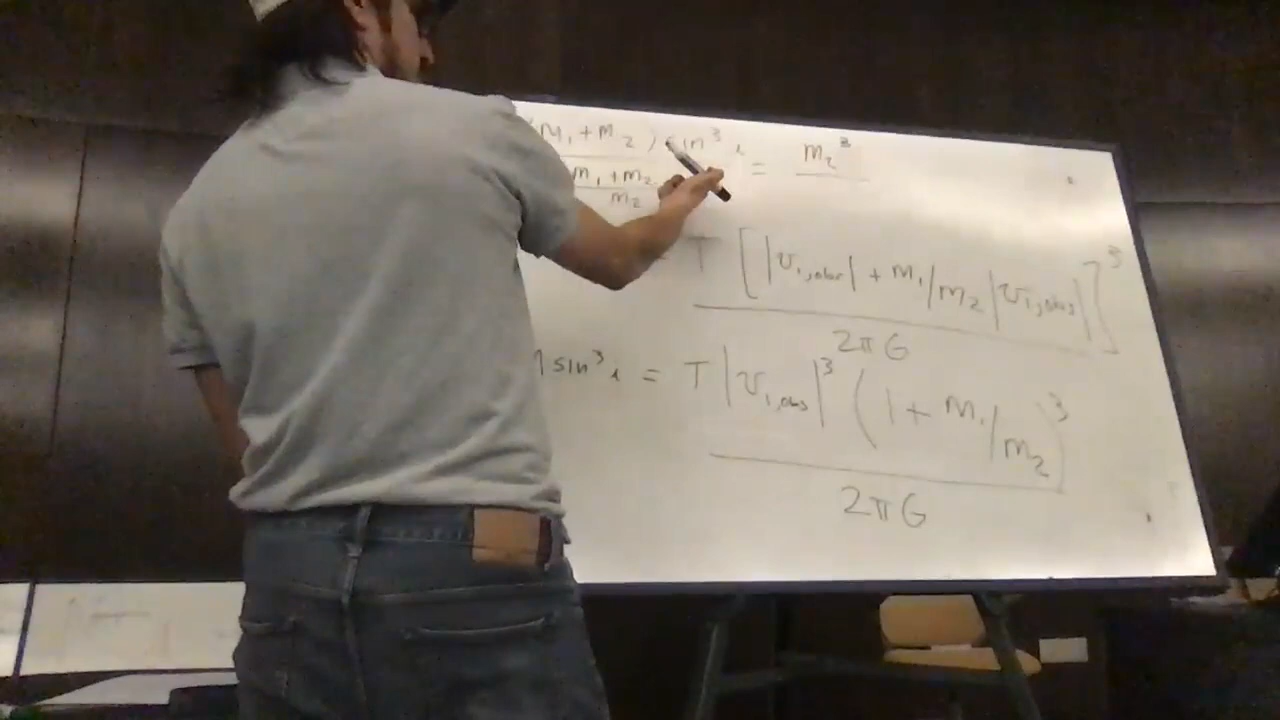 (m₁ + m₂) sin³ i = m₂³
m₁ + m₂
m₂
= T [|v₁,obs| + m₁/m₂ |v₁,obs|]³
2πG
sin³ i = T |v₁,obs|³ (1 + m₁/m₂)³
2πG